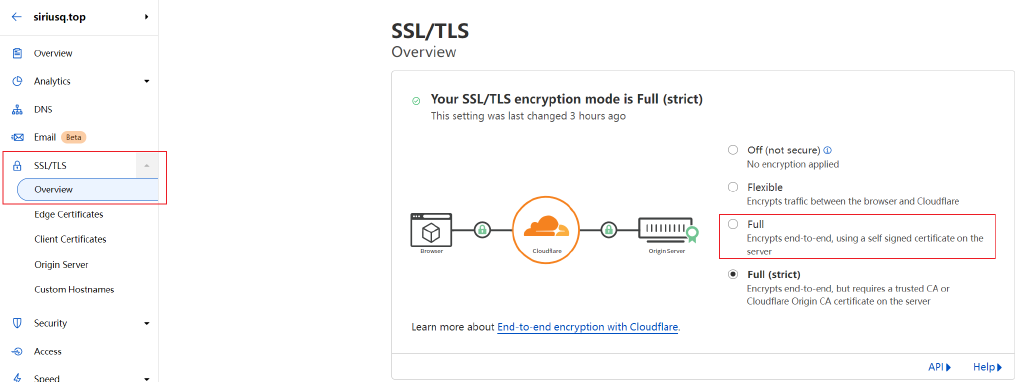 siriusq.top
Overview
Analytics
DNS
Email Beta
SSL/TLS
Overview
Edge Certificates
Client Certificates
Origin Server
Custom Hostnames
Security
Access
Speed
SSL/TLS
Overview
Your SSL/TLS encryption mode is Full (strict)
This setting was last changed 3 hours ago
Browser
Cloudflare
Origin Server
Off (not secure)
No encryption applied
Flexible
Encrypts traffic between the browser and Cloudflare
Full
Encrypts end-to-end, using a self signed certificate on the
server
Full (strict)
Encrypts end-to-end, but requires a trusted CA or
Cloudflare Origin CA certificate on the server
Learn more about End-to-end encryption with Cloudflare.
API Help